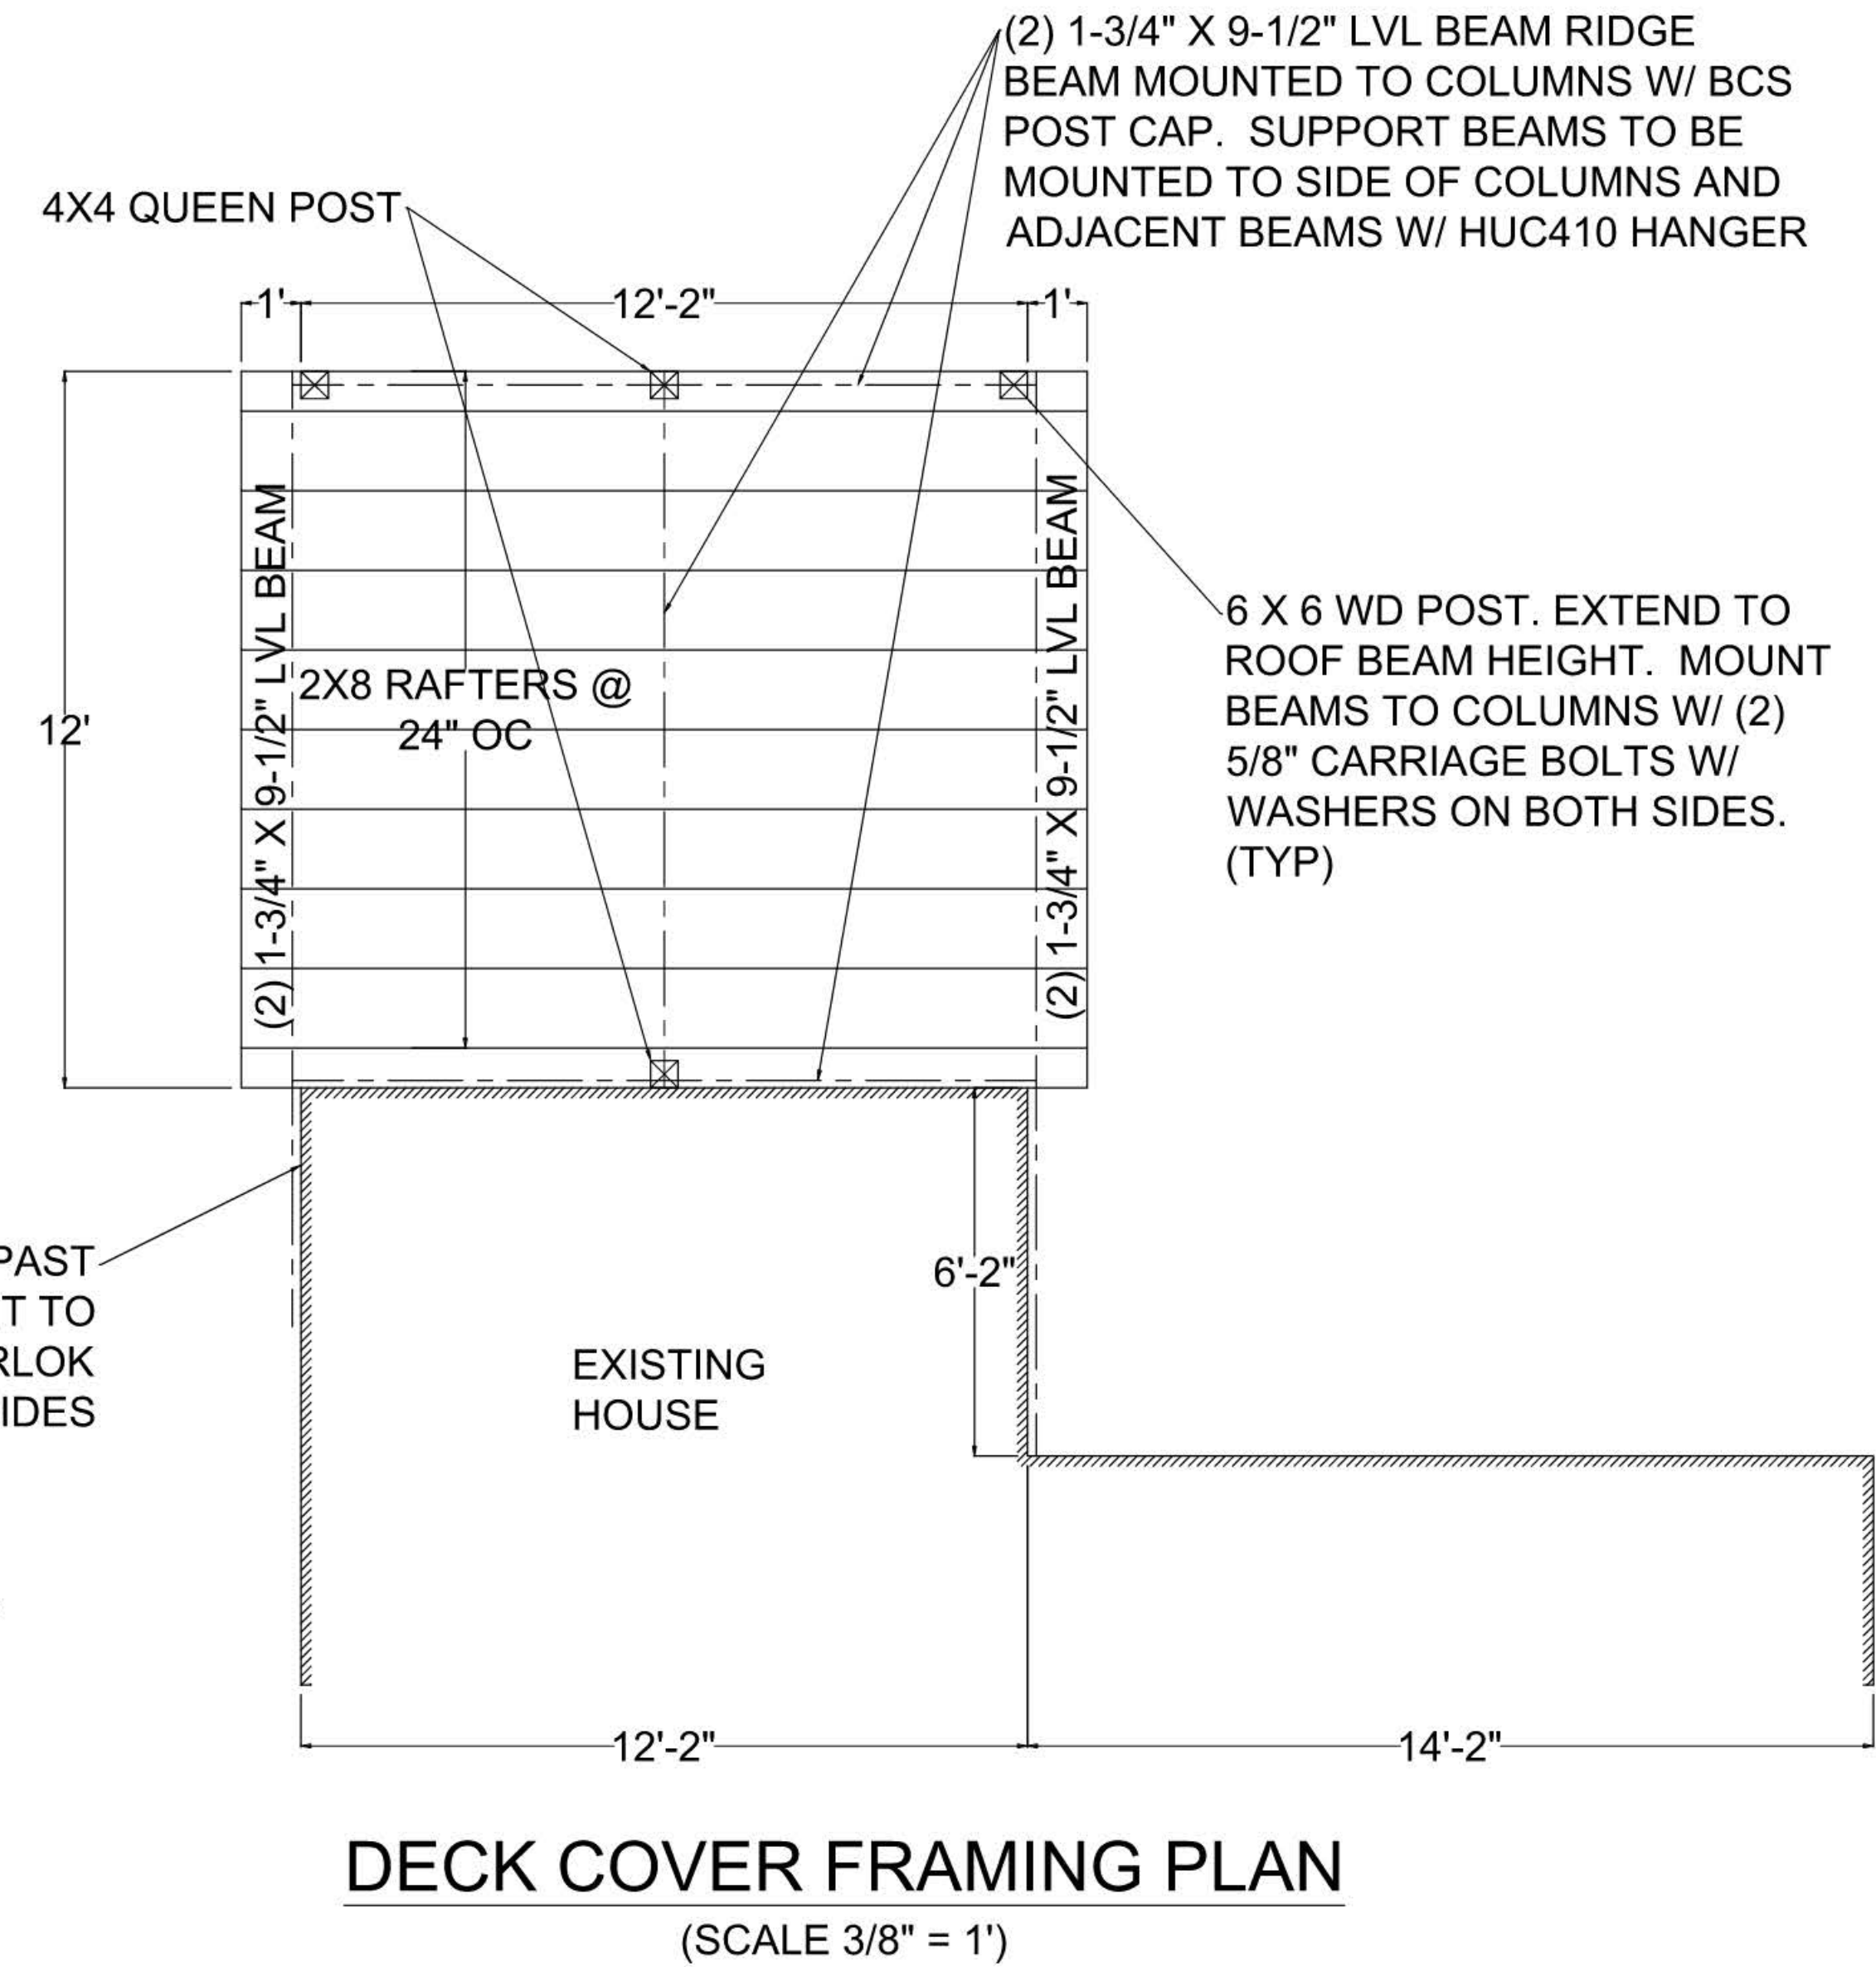 (2) 1-3/4" X 9-1/2" LVL BEAM RIDGE
BEAM MOUNTED TO COLUMNS W/ BCS
POST CAP. SUPPORT BEAMS TO BE
MOUNTED TO SIDE OF COLUMNS AND
ADJACENT BEAMS W/ HUC410 HANGER
4X4 QUEEN POST
1'
12'-2"
1'
12'
(2) 1-3/4" X 9-1/2" LVL BEAM
2X8 RAFTERS @
24" OC
(2) 1-3/4" X 9-1/2" LVL BEAM
6 X 6 WD POST. EXTEND TO
ROOF BEAM HEIGHT. MOUNT
BEAMS TO COLUMNS W/ (2)
5/8" CARRIAGE BOLTS W/
WASHERS ON BOTH SIDES.
(TYP)
PAST
T TO
RLOK
IDES
6'-2"
EXISTING
HOUSE
12'-2"
14'-2"
DECK COVER FRAMING PLAN
(SCALE 3/8" = 1')